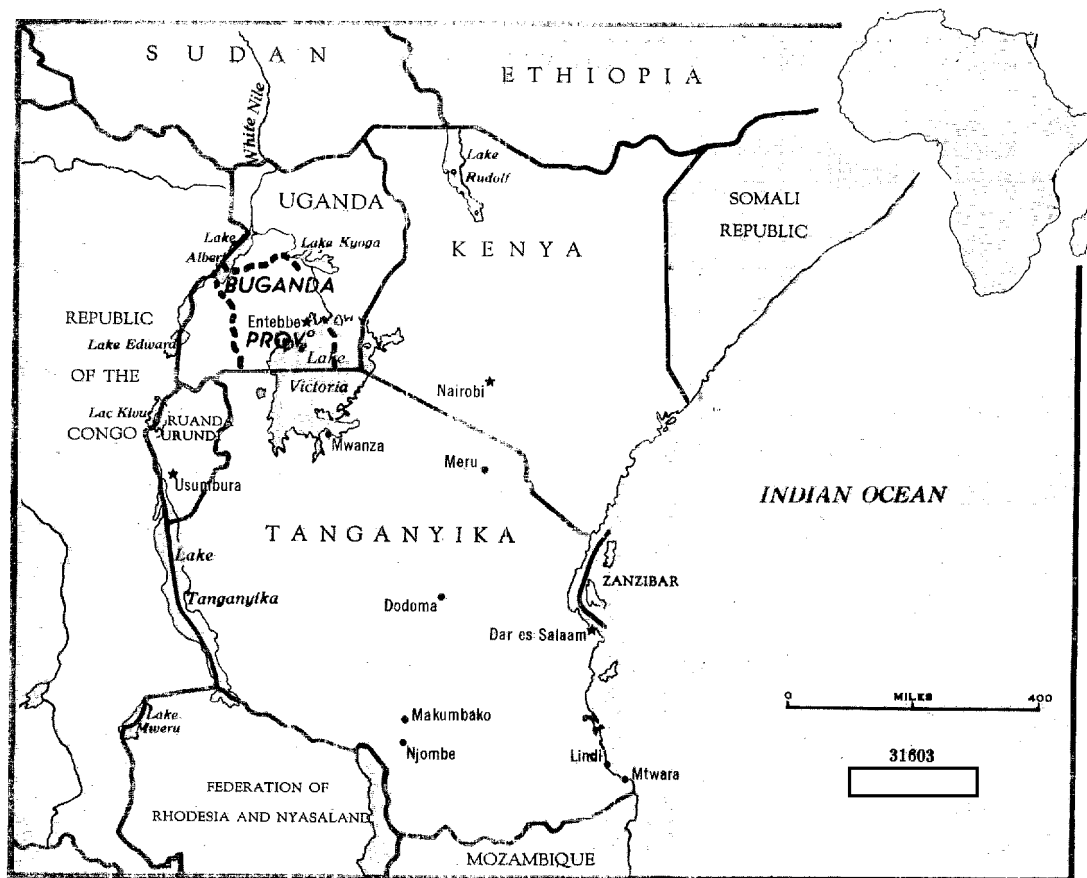 SUDAN
ETHIOPIA
White Nile
Lake
Rudolf
UGANDA
SOMALI
REPUBLIC
KENYA
Lake
Albert
Lake Kyoga
BUGANDA
PROV.
Entebbe
REPUBLIC
OF THE
CONGO
Lake Edward
Lake
Victoria
Nairobi
Lac Kivu
RUANDA
URUNDI
Mwanza
Meru
Usumbura
INDIAN OCEAN
TANGANYIKA
Lake
Tanganyika
ZANZIBAR
Dodoma
Dar es Salaam
0 MILES 400
Lake
Mweru
Makumbako
Njombe
Lindi
Mtwara
31603
FEDERATION OF
RHODESIA AND NYASALAND
MOZAMBIQUE